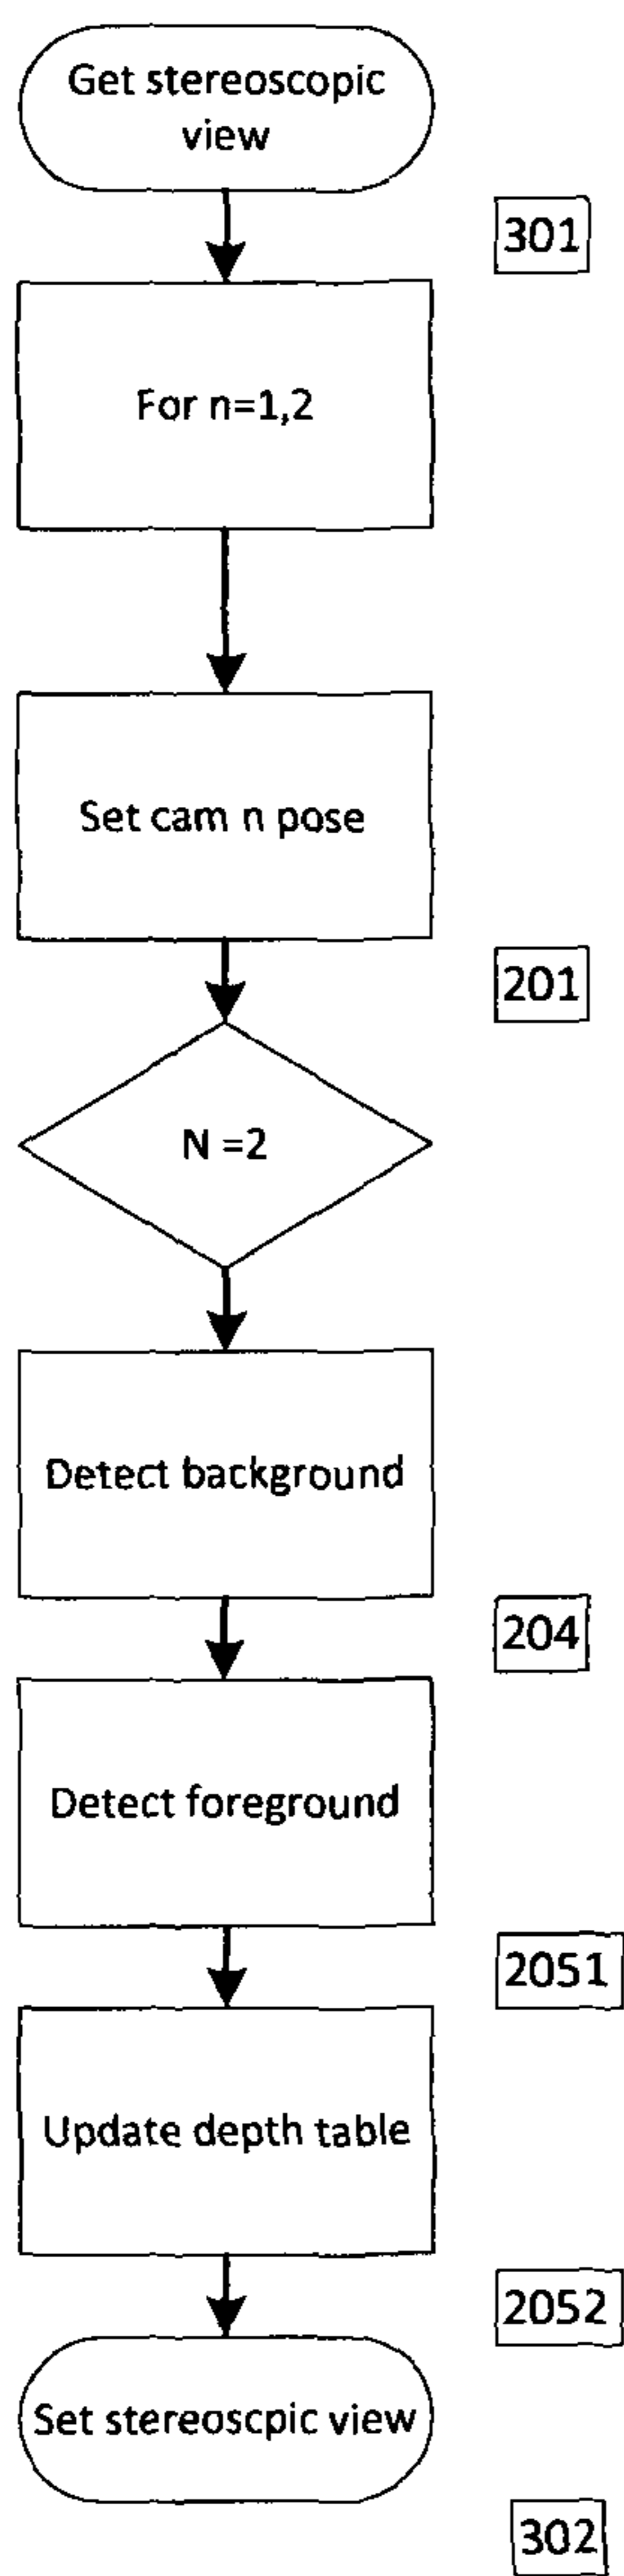 Get stereoscopic
view
301
For n=1,2
Set cam n pose
201
N =2
Detect background
204
Detect foreground
2051
Update depth table
2052
Set stereoscpic view
302